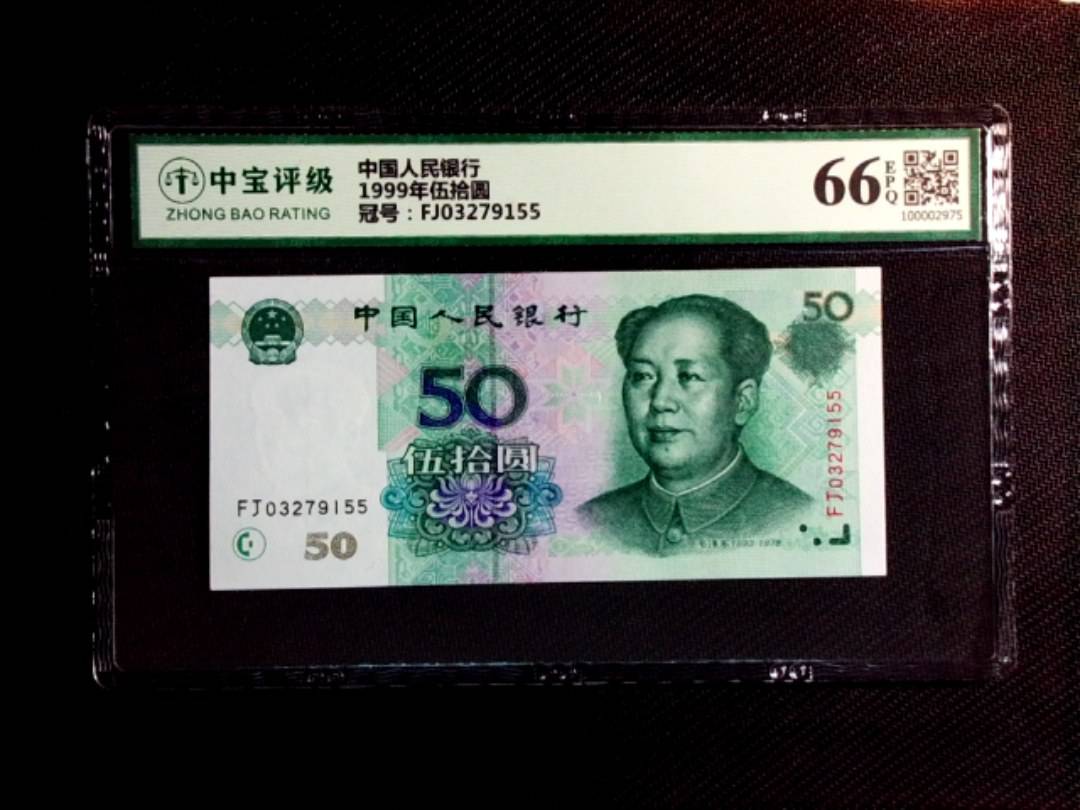 中宝评级
ZHONG BAO RATING
中国人民银行
1999年伍拾圆
冠号：FJ03279155
66
EPQ
100002975
中国人民银行
50
50
伍拾圆
FJ03279155
50
FJ03279155